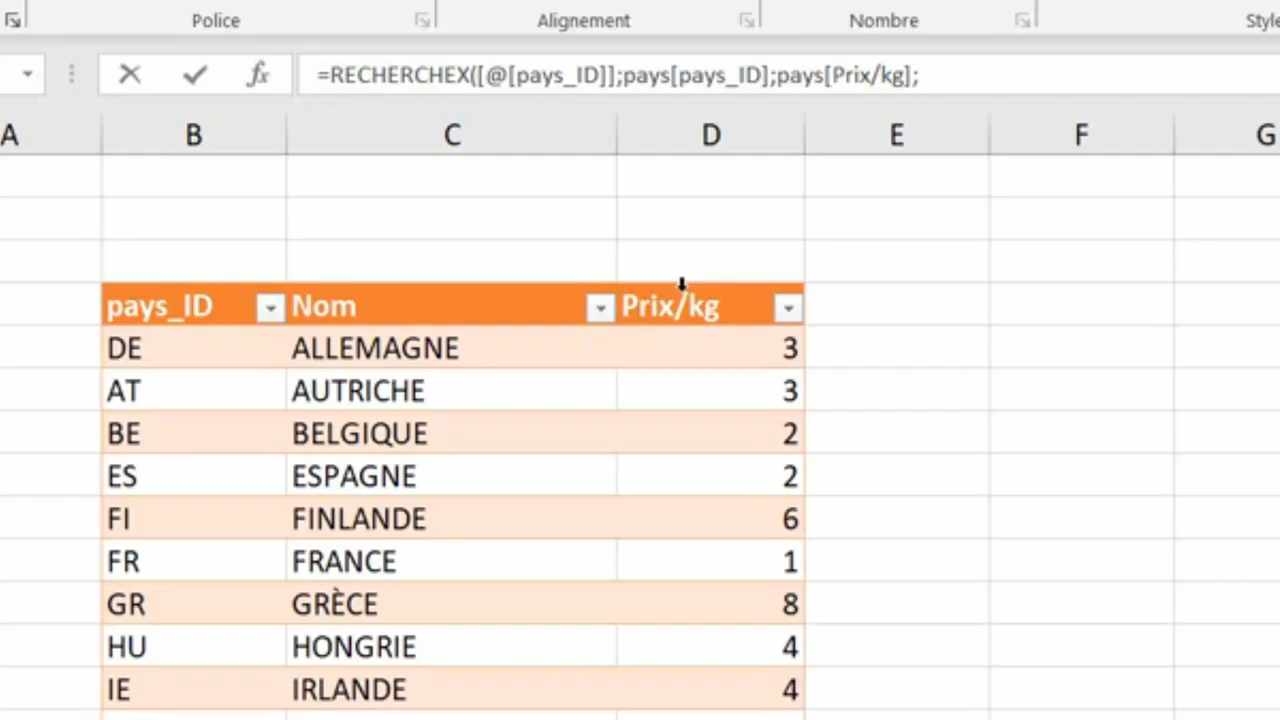 Police Alignement Nombre Style
fx =RECHERCHEX([@[pays_ID]];pays[pays_ID];pays[Prix/kg];
A B C D E F G
pays_ID Nom Prix/kg
DE ALLEMAGNE 3
AT AUTRICHE 3
BE BELGIQUE 2
ES ESPAGNE 2
FI FINLANDE 6
FR FRANCE 1
GR GRÈCE 8
HU HONGRIE 4
IE IRLANDE 4